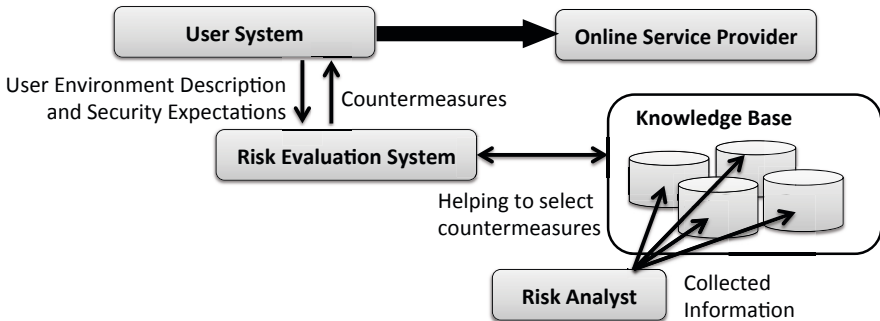 User System
Online Service Provider
User Environment Description
and Security Expectations
Countermeasures
Knowledge Base
Risk Evaluation System
Helping to select
countermeasures
Risk Analyst
Collected
Information